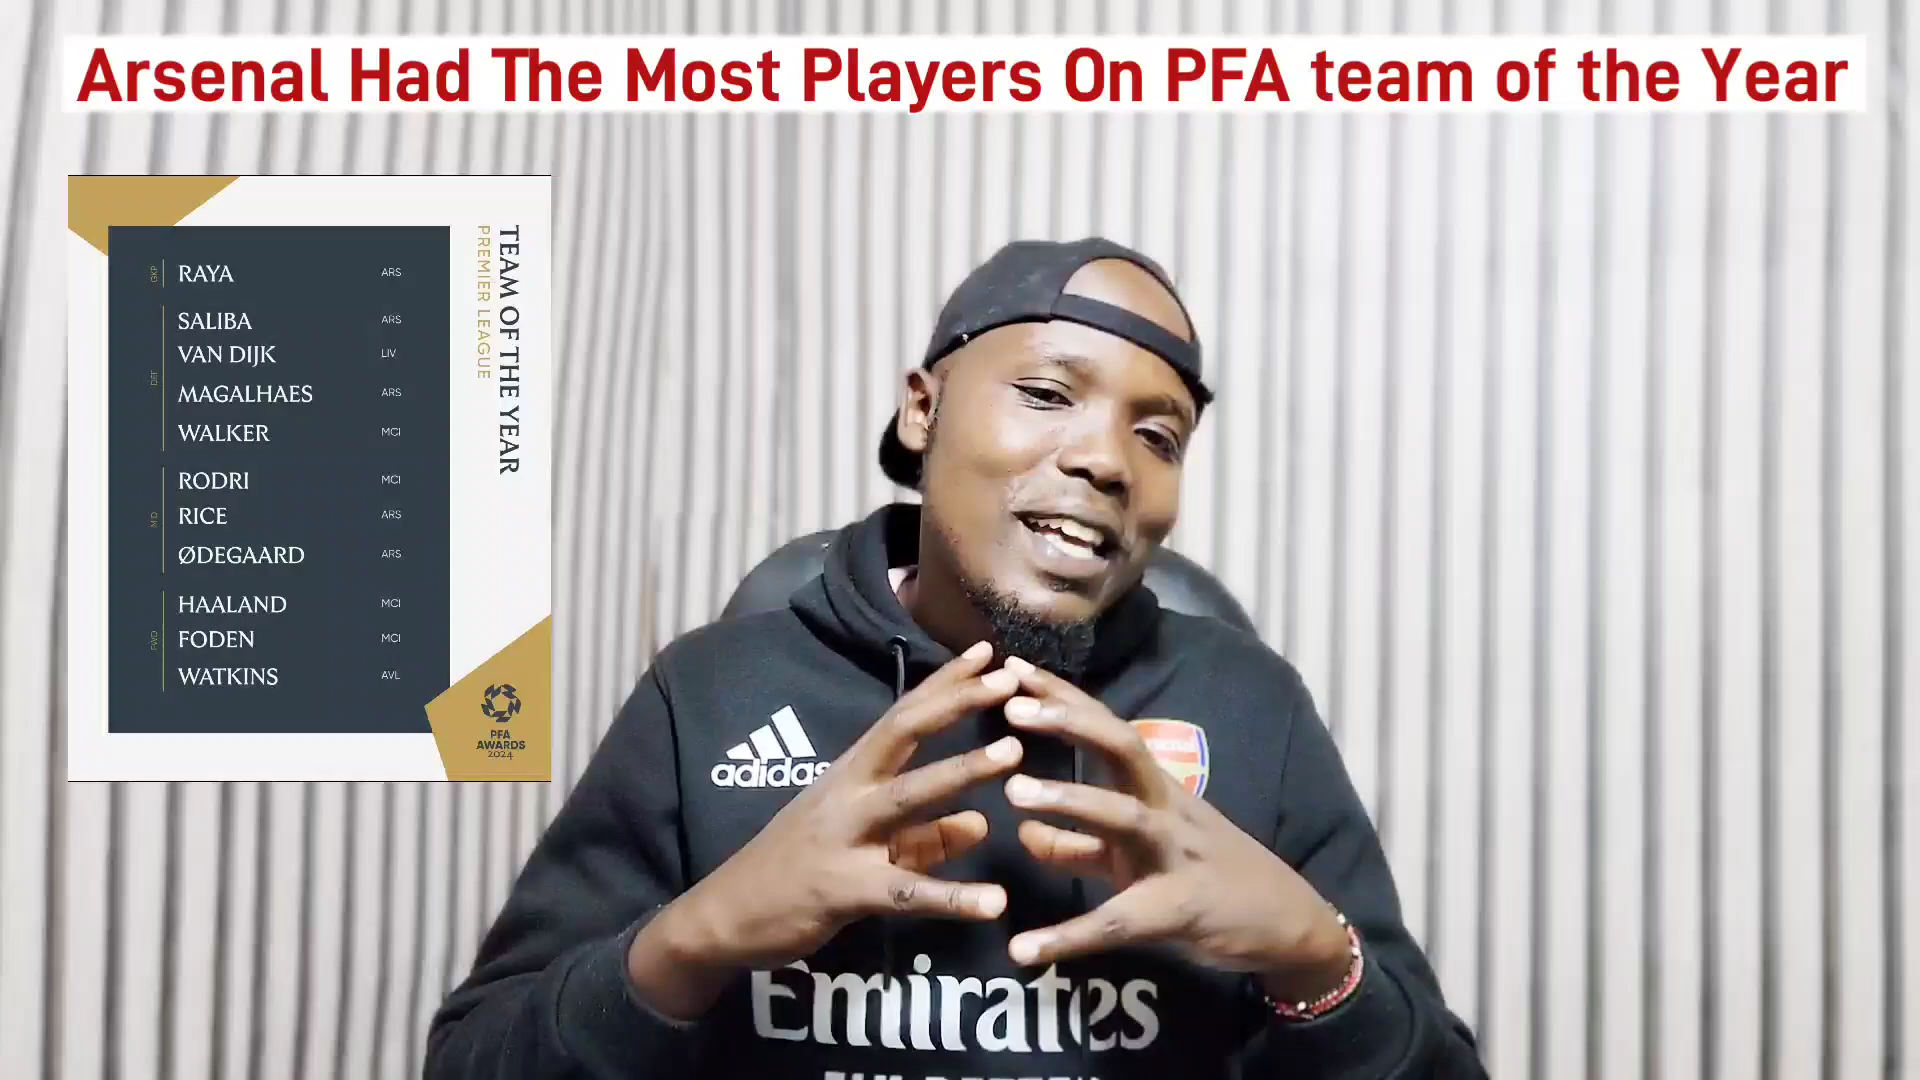 Arsenal Had The Most Players On PFA team of the Year
TEAM OF THE YEAR
PREMIER LEAGUE
GKP
RAYA ARS
DEF
SALIBA ARS
VAN DIJK LIV
MAGALHAES ARS
WALKER MCI
MID
RODRI MCI
RICE ARS
ØDEGAARD ARS
FWD
HAALAND MCI
FODEN MCI
WATKINS AVL
PFA
AWARDS
2024
adidas
Emirates